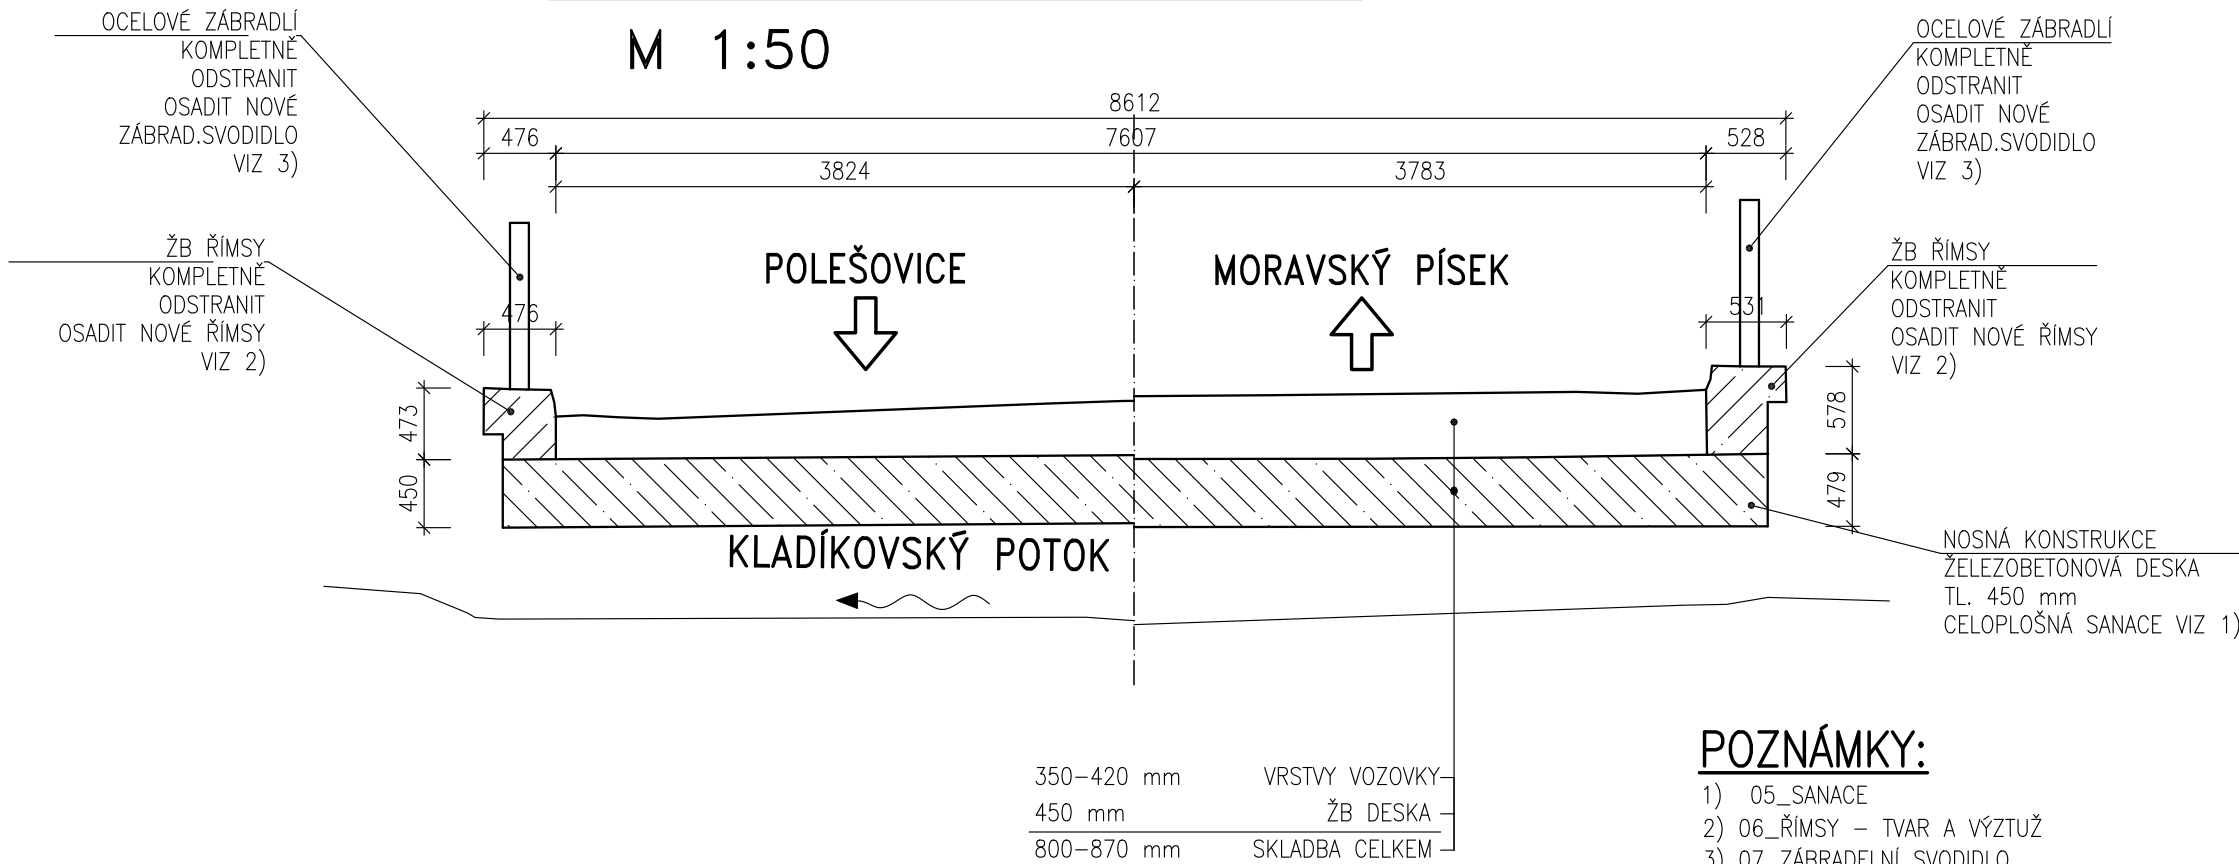 OCELOVÉ ZÁBRADLÍ
KOMPLETNĚ
ODSTRANIT
OSADIT NOVÉ
ZÁBRAD.SVODIDLO
VIZ 3)
M 1:50
OCELOVÉ ZÁBRADLÍ
KOMPLETNĚ
ODSTRANIT
OSADIT NOVÉ
ZÁBRAD.SVODIDLO
VIZ 3)
8612
476
7607
528
3824
3783
ŽB ŘÍMSY
KOMPLETNĚ
ODSTRANIT
OSADIT NOVÉ ŘÍMSY
VIZ 2)
POLEŠOVICE
MORAVSKÝ PÍSEK
ŽB ŘÍMSY
KOMPLETNĚ
ODSTRANIT
OSADIT NOVÉ ŘÍMSY
VIZ 2)
476
531
473
450
578
479
KLADÍKOVSKÝ POTOK
NOSNÁ KONSTRUKCE
ŽELEZOBETONOVÁ DESKA
TL. 450 mm
CELOPLOŠNÁ SANACE VIZ 1)
350-420 mm VRSTVY VOZOVKY
450 mm ŽB DESKA
800-870 mm SKLADBA CELKEM
POZNÁMKY:
1) 05_SANACE
2) 06_ŘÍMSY - TVAR A VÝZTUŽ
3) 07_ZÁBRADELNÍ SVODIDLO